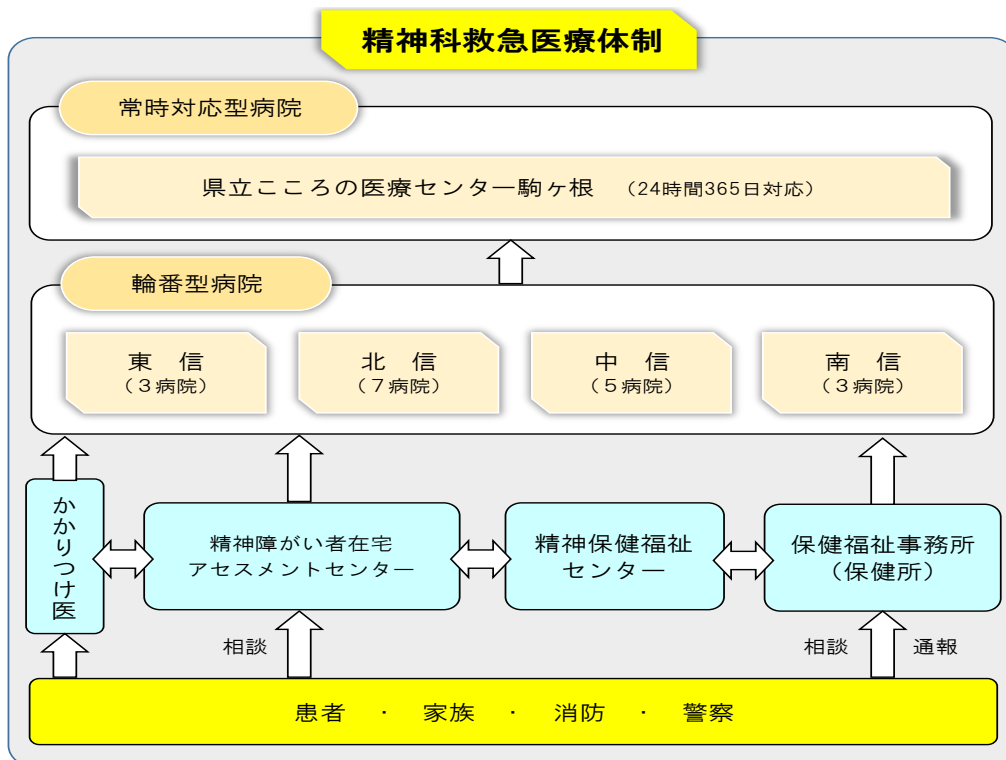 精神科救急医療体制
常時対応型病院
県立こころの医療センター駒ヶ根　（24時間365日対応）
輪番型病院
東　信
（３病院）
北　信
（７病院）
中　信
（５病院）
南　信
（３病院）
かかりつけ医
精神障がい者在宅
アセスメントセンター
精神保健福祉
センター
保健福祉事務所
（保健所）
相談
相談
通報
患者　・　家族　・　消防　・　警察